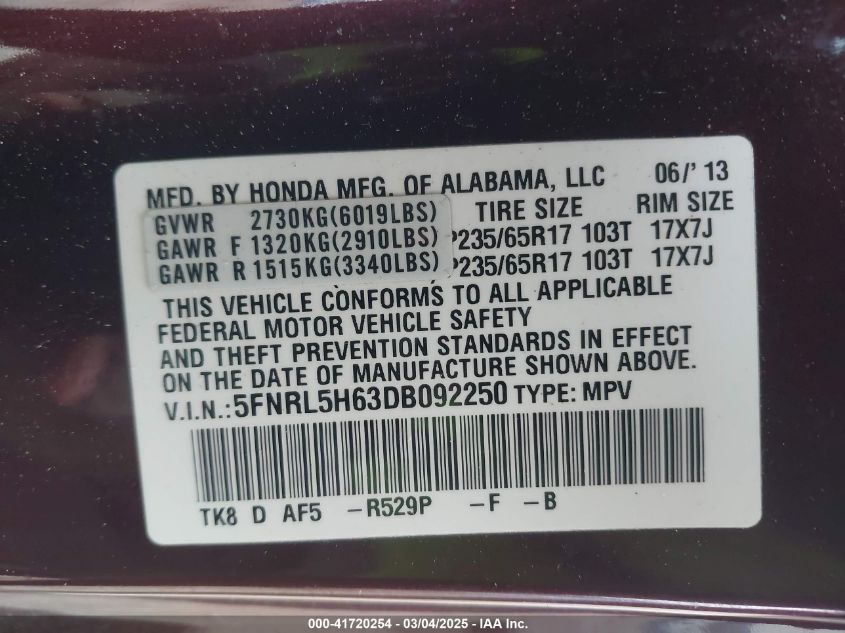 MFD. BY HONDA MFG. OF ALABAMA, LLC 06/' 13
GVWR 2730KG(6019LBS) TIRE SIZE RIM SIZE
GAWR F 1320KG(2910LBS) P235/65R17 103T 17X7J
GAWR R 1515KG(3340LBS) P235/65R17 103T 17X7J
THIS VEHICLE CONFORMS TO ALL APPLICABLE
FEDERAL MOTOR VEHICLE SAFETY
AND THEFT PREVENTION STANDARDS IN EFFECT
ON THE DATE OF MANUFACTURE SHOWN ABOVE.
V.I.N.:5FNRL5H63DB092250 TYPE: MPV
TK8 D AF5 -R529P -F -B
000-41720254 - 03/04/2025 - IAA Inc.